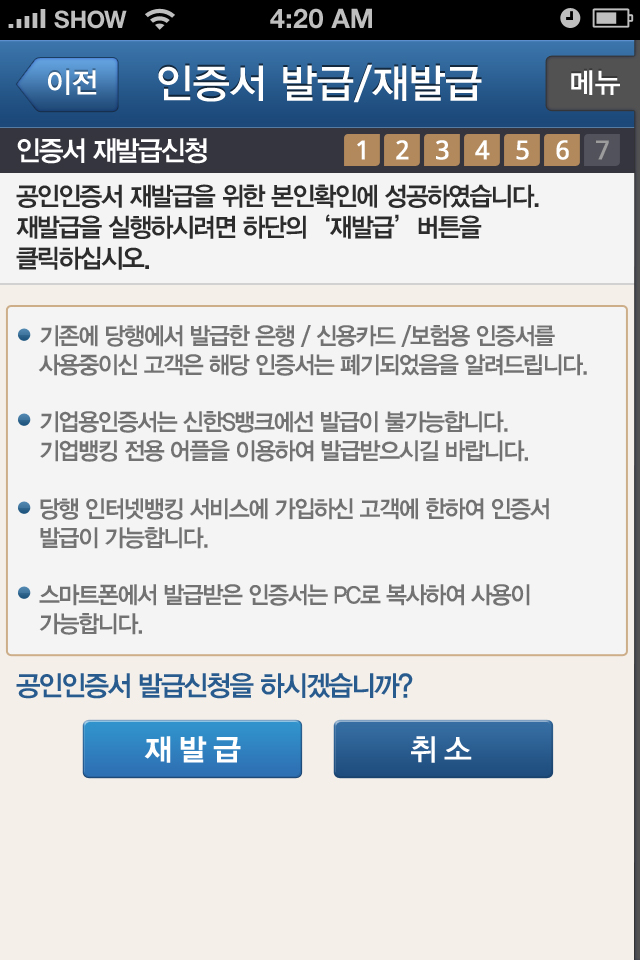 SHOW 4:20 AM
이전 인증서 발급/재발급 메뉴
인증서 재발급신청 1 2 3 4 5 6 7
공인인증서 재발급을 위한 본인확인에 성공하였습니다.
재발급을 실행하시려면 하단의 ‘재발급’ 버튼을
클릭하십시오.
기존에 당행에서 발급한 은행 / 신용카드 /보험용 인증서를
사용중이신 고객은 해당 인증서는 폐기되었음을 알려드립니다.
기업용인증서는 신한S뱅크에선 발급이 불가능합니다.
기업뱅킹 전용 어플을 이용하여 발급받으시길 바랍니다.
당행 인터넷뱅킹 서비스에 가입하신 고객에 한하여 인증서
발급이 가능합니다.
스마트폰에서 발급받은 인증서는 PC로 복사하여 사용이
가능합니다.
공인인증서 발급신청을 하시겠습니까?
재발급 취소